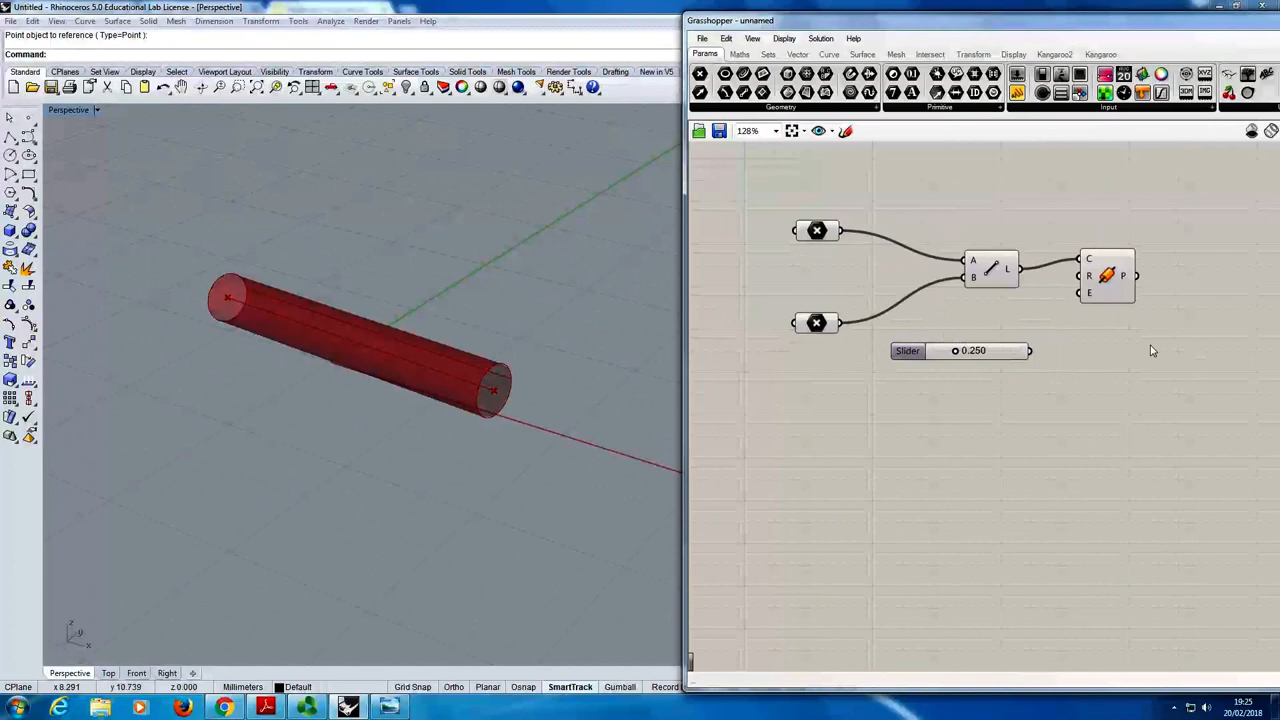 Untitled - Rhinoceros 5.0 Educational Lab License - [Perspective]
File Edit View Curve Surface Solid Mesh Dimension Transform Tools Analyze Render Panels Help
Point object to reference ( Type=Point ):
Command:
Standard CPlanes Set View Display Select Viewport Layout Visibility Transform Curve Tools Surface Tools Solid Tools Mesh Tools Render Tools Drafting New in V5
Perspective
z
y
x
Perspective Top Front Right
CPlane x 8.291 y 10.739 z 0.000 Millimeters Default Grid Snap Ortho Planar Osnap SmartTrack Gumball Record
Grasshopper - unnamed
File Edit View Display Solution Help
Params Maths Sets Vector Curve Surface Mesh Intersect Transform Display Kangaroo2 Kangaroo
Geometry Primitive Input
128%
A
B
L
C
R
E
P
Slider 0.250
19:25
20/02/2018